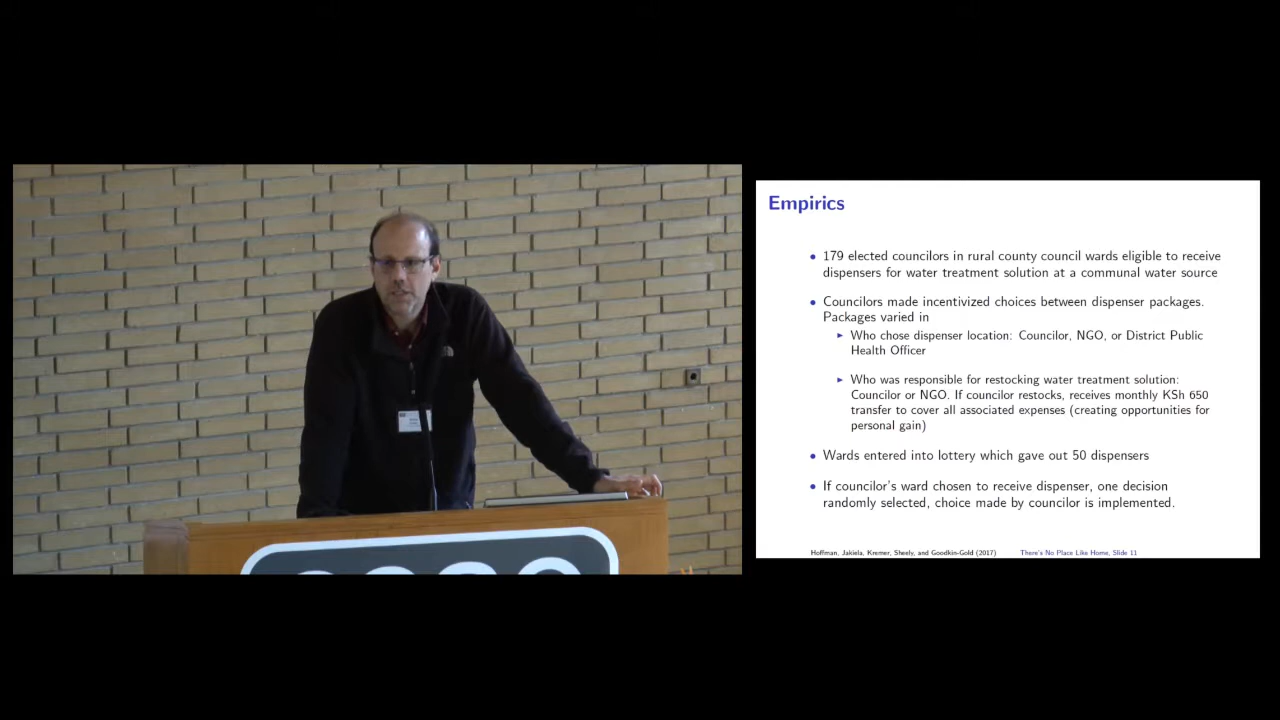 Empirics
• 179 elected councilors in rural county council wards eligible to receive
dispensers for water treatment solution at a communal water source
• Councilors made incentivized choices between dispenser packages.
Packages varied in
▶ Who chose dispenser location: Councilor, NGO, or District Public
Health Officer
▶ Who was responsible for restocking water treatment solution:
Councilor or NGO. If councilor restocks, receives monthly KSh 650
transfer to cover all associated expenses (creating opportunities for
personal gain)
• Wards entered into lottery which gave out 50 dispensers
• If councilor's ward chosen to receive dispenser, one decision
randomly selected, choice made by councilor is implemented.
Hoffman, Jakiela, Kremer, Sheely, and Goodkin-Gold (2017) There's No Place Like Home, Slide 11